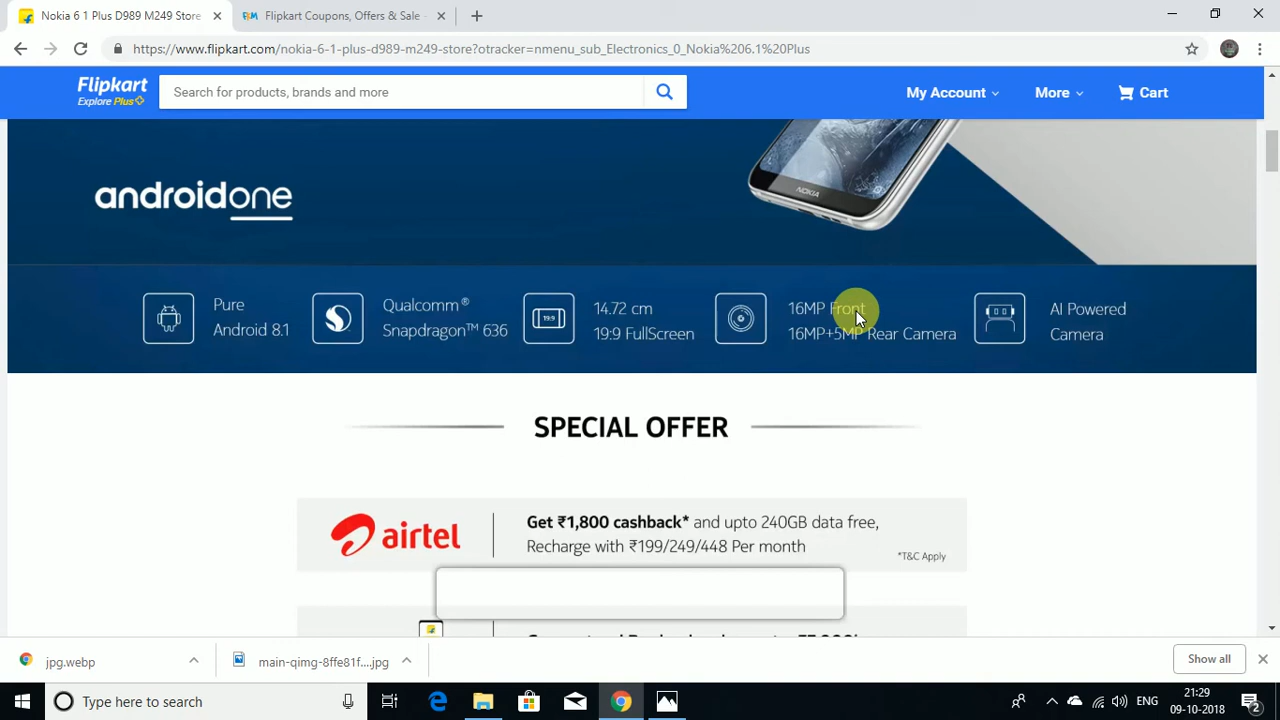 Nokia 6 1 Plus D989 M249 Store
Flipkart Coupons, Offers & Sale
https://www.flipkart.com/nokia-6-1-plus-d989-m249-store?otracker=nmenu_sub_Electronics_0_Nokia%206.1%20Plus
Flipkart
Explore Plus
Search for products, brands and more
My Account
More
Cart
androidone
NOKIA
Pure
Android 8.1
Qualcomm®
Snapdragon™ 636
19:9
14.72 cm
19:9 FullScreen
16MP Front
16MP+5MP Rear Camera
AI Powered
Camera
SPECIAL OFFER
airtel
Get ₹1,800 cashback* and upto 240GB data free,
Recharge with ₹199/249/448 Per month
*T&C Apply
jpg.webp
main-qimg-8ffe81f....jpg
Show all
Type here to search
ENG
21:29
09-10-2018
2